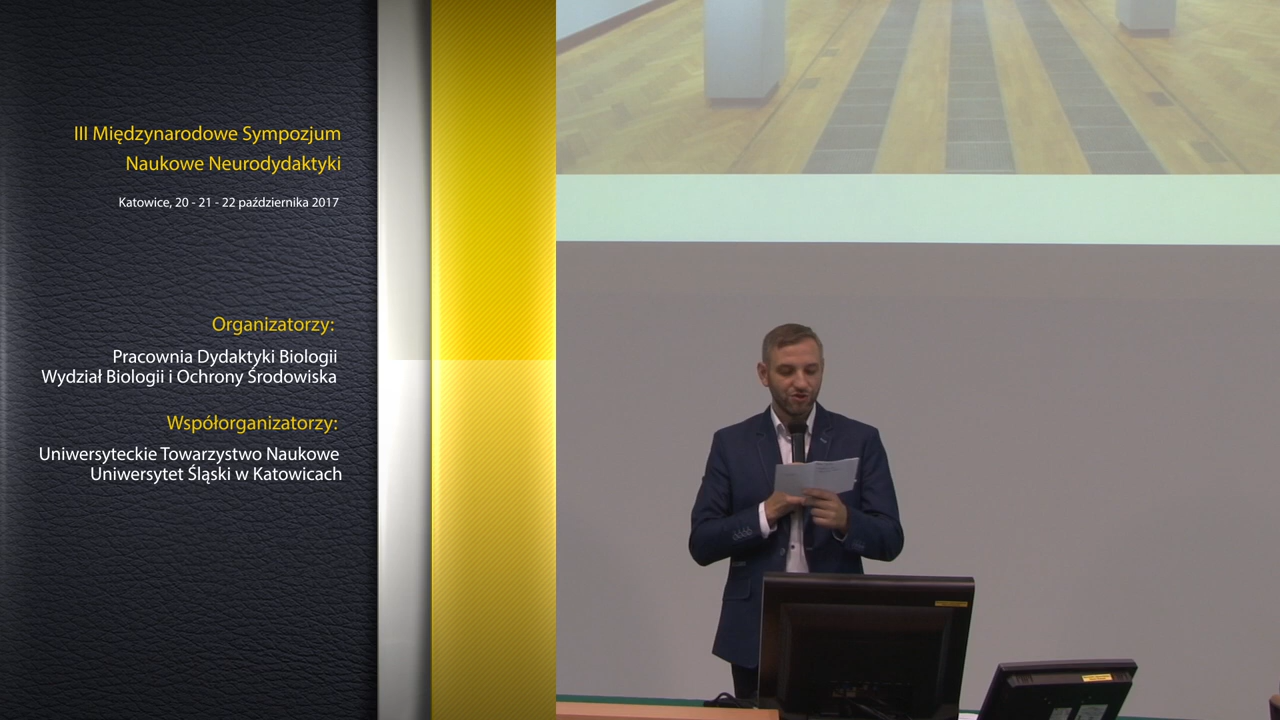 III Międzynarodowe Sympozjum
Naukowe Neurodydaktyki
Katowice, 20 - 21 - 22 października 2017
Organizatorzy:
Pracownia Dydaktyki Biologii
Wydział Biologii i Ochrony Środowiska
Współorganizatorzy:
Uniwersyteckie Towarzystwo Naukowe
Uniwersytet Śląski w Katowicach